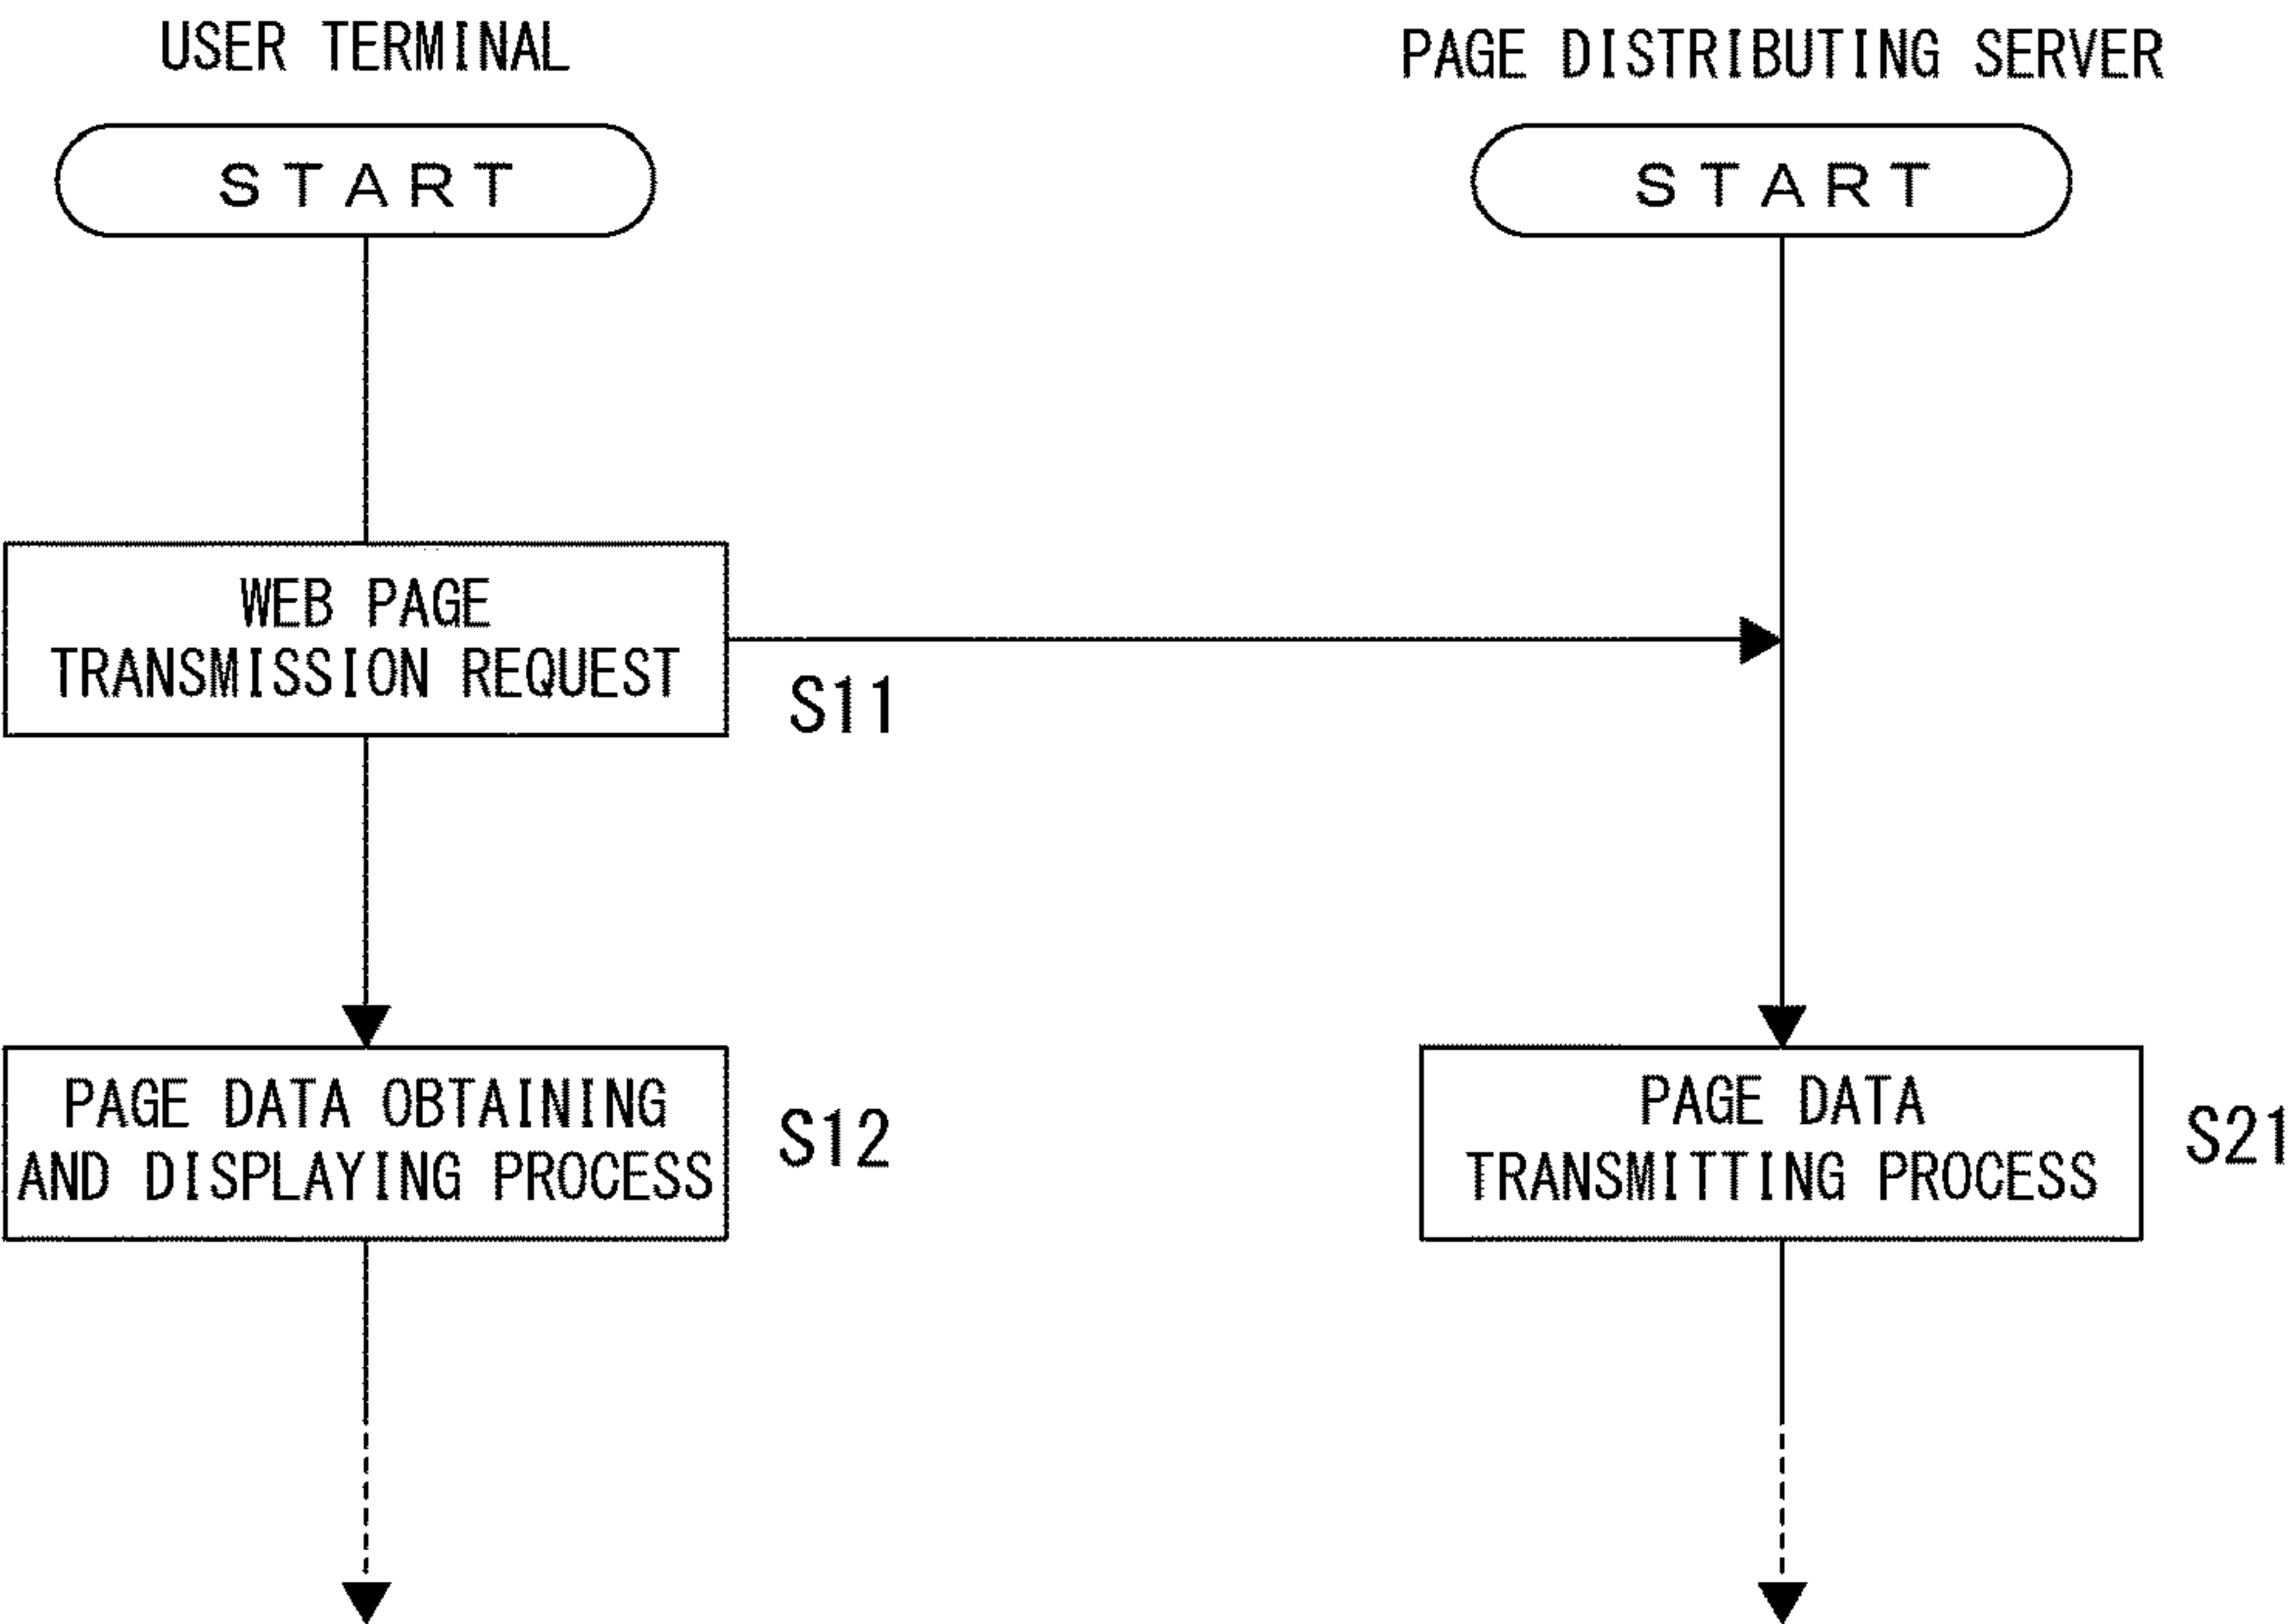 USER TERMINAL
PAGE DISTRIBUTING SERVER
START
START
WEB PAGE
TRANSMISSION REQUEST
S11
PAGE DATA OBTAINING
AND DISPLAYING PROCESS
S12
PAGE DATA
TRANSMITTING PROCESS
S21